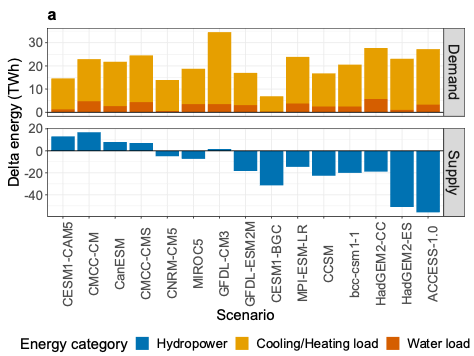 a
Delta energy (TWh)
30
20
10
0
Demand
20
0
-20
-40
Supply
CESM1-CAM5
CMCC-CM
CanESM
CMCC-CMS
CNRM-CM5
MIROC5
GFDL-CM3
GFDL-ESM2M
CESM1-BGC
MPI-ESM-LR
CCSM
bcc-csm1-1
HadGEM2-CC
HadGEM2-ES
ACCESS-1.0
Scenario
Energy category Hydropower Cooling/Heating load Water load